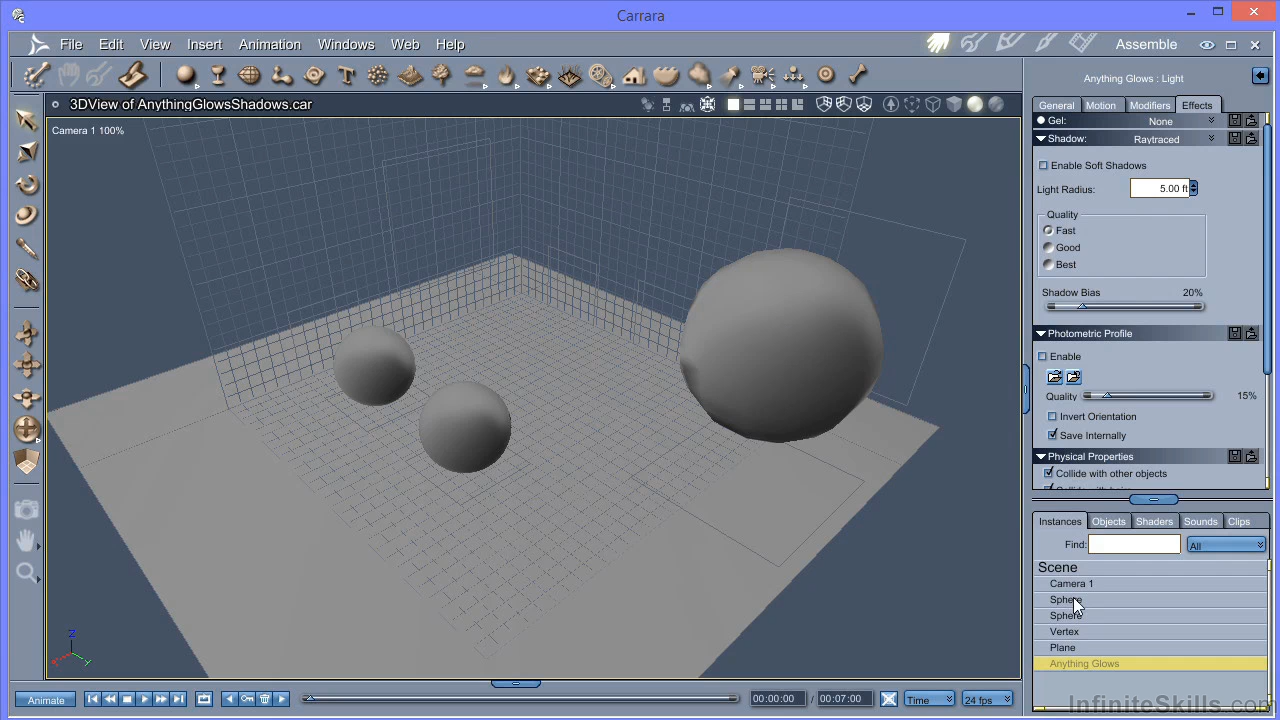 Carrara
File Edit View Insert Animation Windows Web Help
Assemble
3DView of AnythingGlowsShadows.car
Camera 1 100%
Anything Glows : Light
General Motion Modifiers Effects
Gel: None
Shadow: Raytraced
Enable Soft Shadows
Light Radius: 5.00 ft
Quality
Fast
Good
Best
Shadow Bias 20%
Photometric Profile
Enable
Quality 15%
Invert Orientation
Save Internally
Physical Properties
Collide with other objects
Instances Objects Shaders Sounds Clips
Find: All
Scene
Camera 1
Sphere
Sphere
Vertex
Plane
Anything Glows
Z
Animate 00:00:00 / 00:07:00 Time 24 fps
InfiniteSkills.com